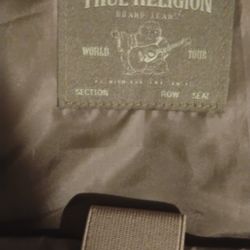 TRUE RELIGION
BRAND JEANS
WORLD TOUR
SECTION ROW SEAT